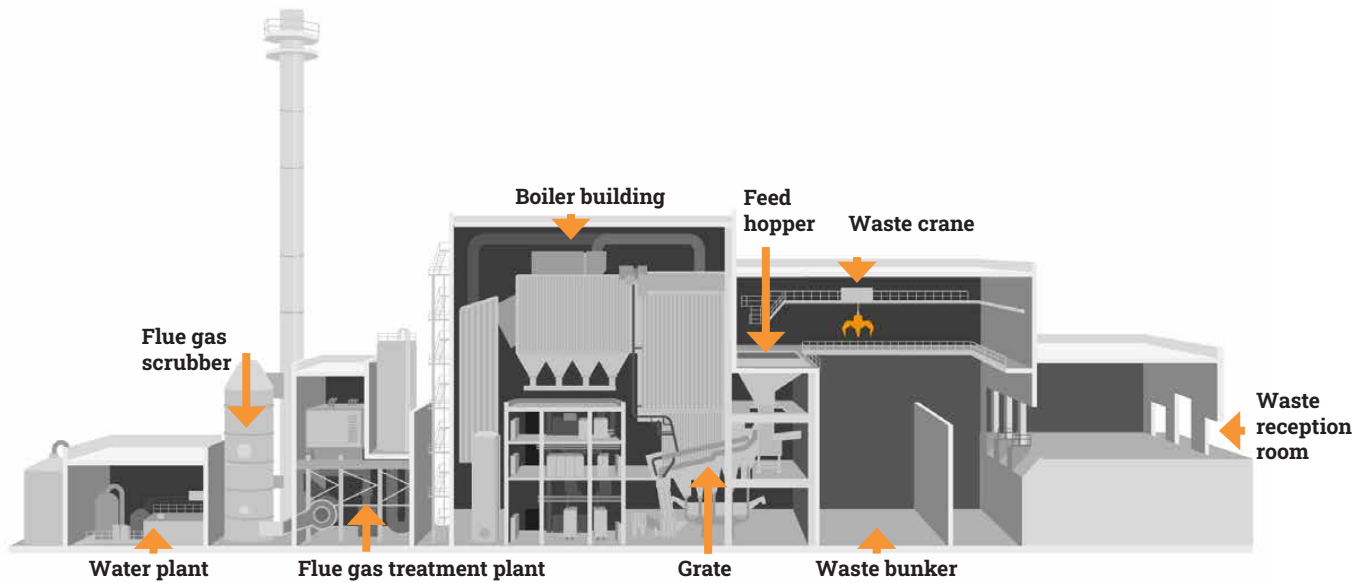 Boiler building
Feed
hopper
Waste crane
Flue gas
scrubber
Waste
reception
room
Water plant
Flue gas treatment plant
Grate
Waste bunker